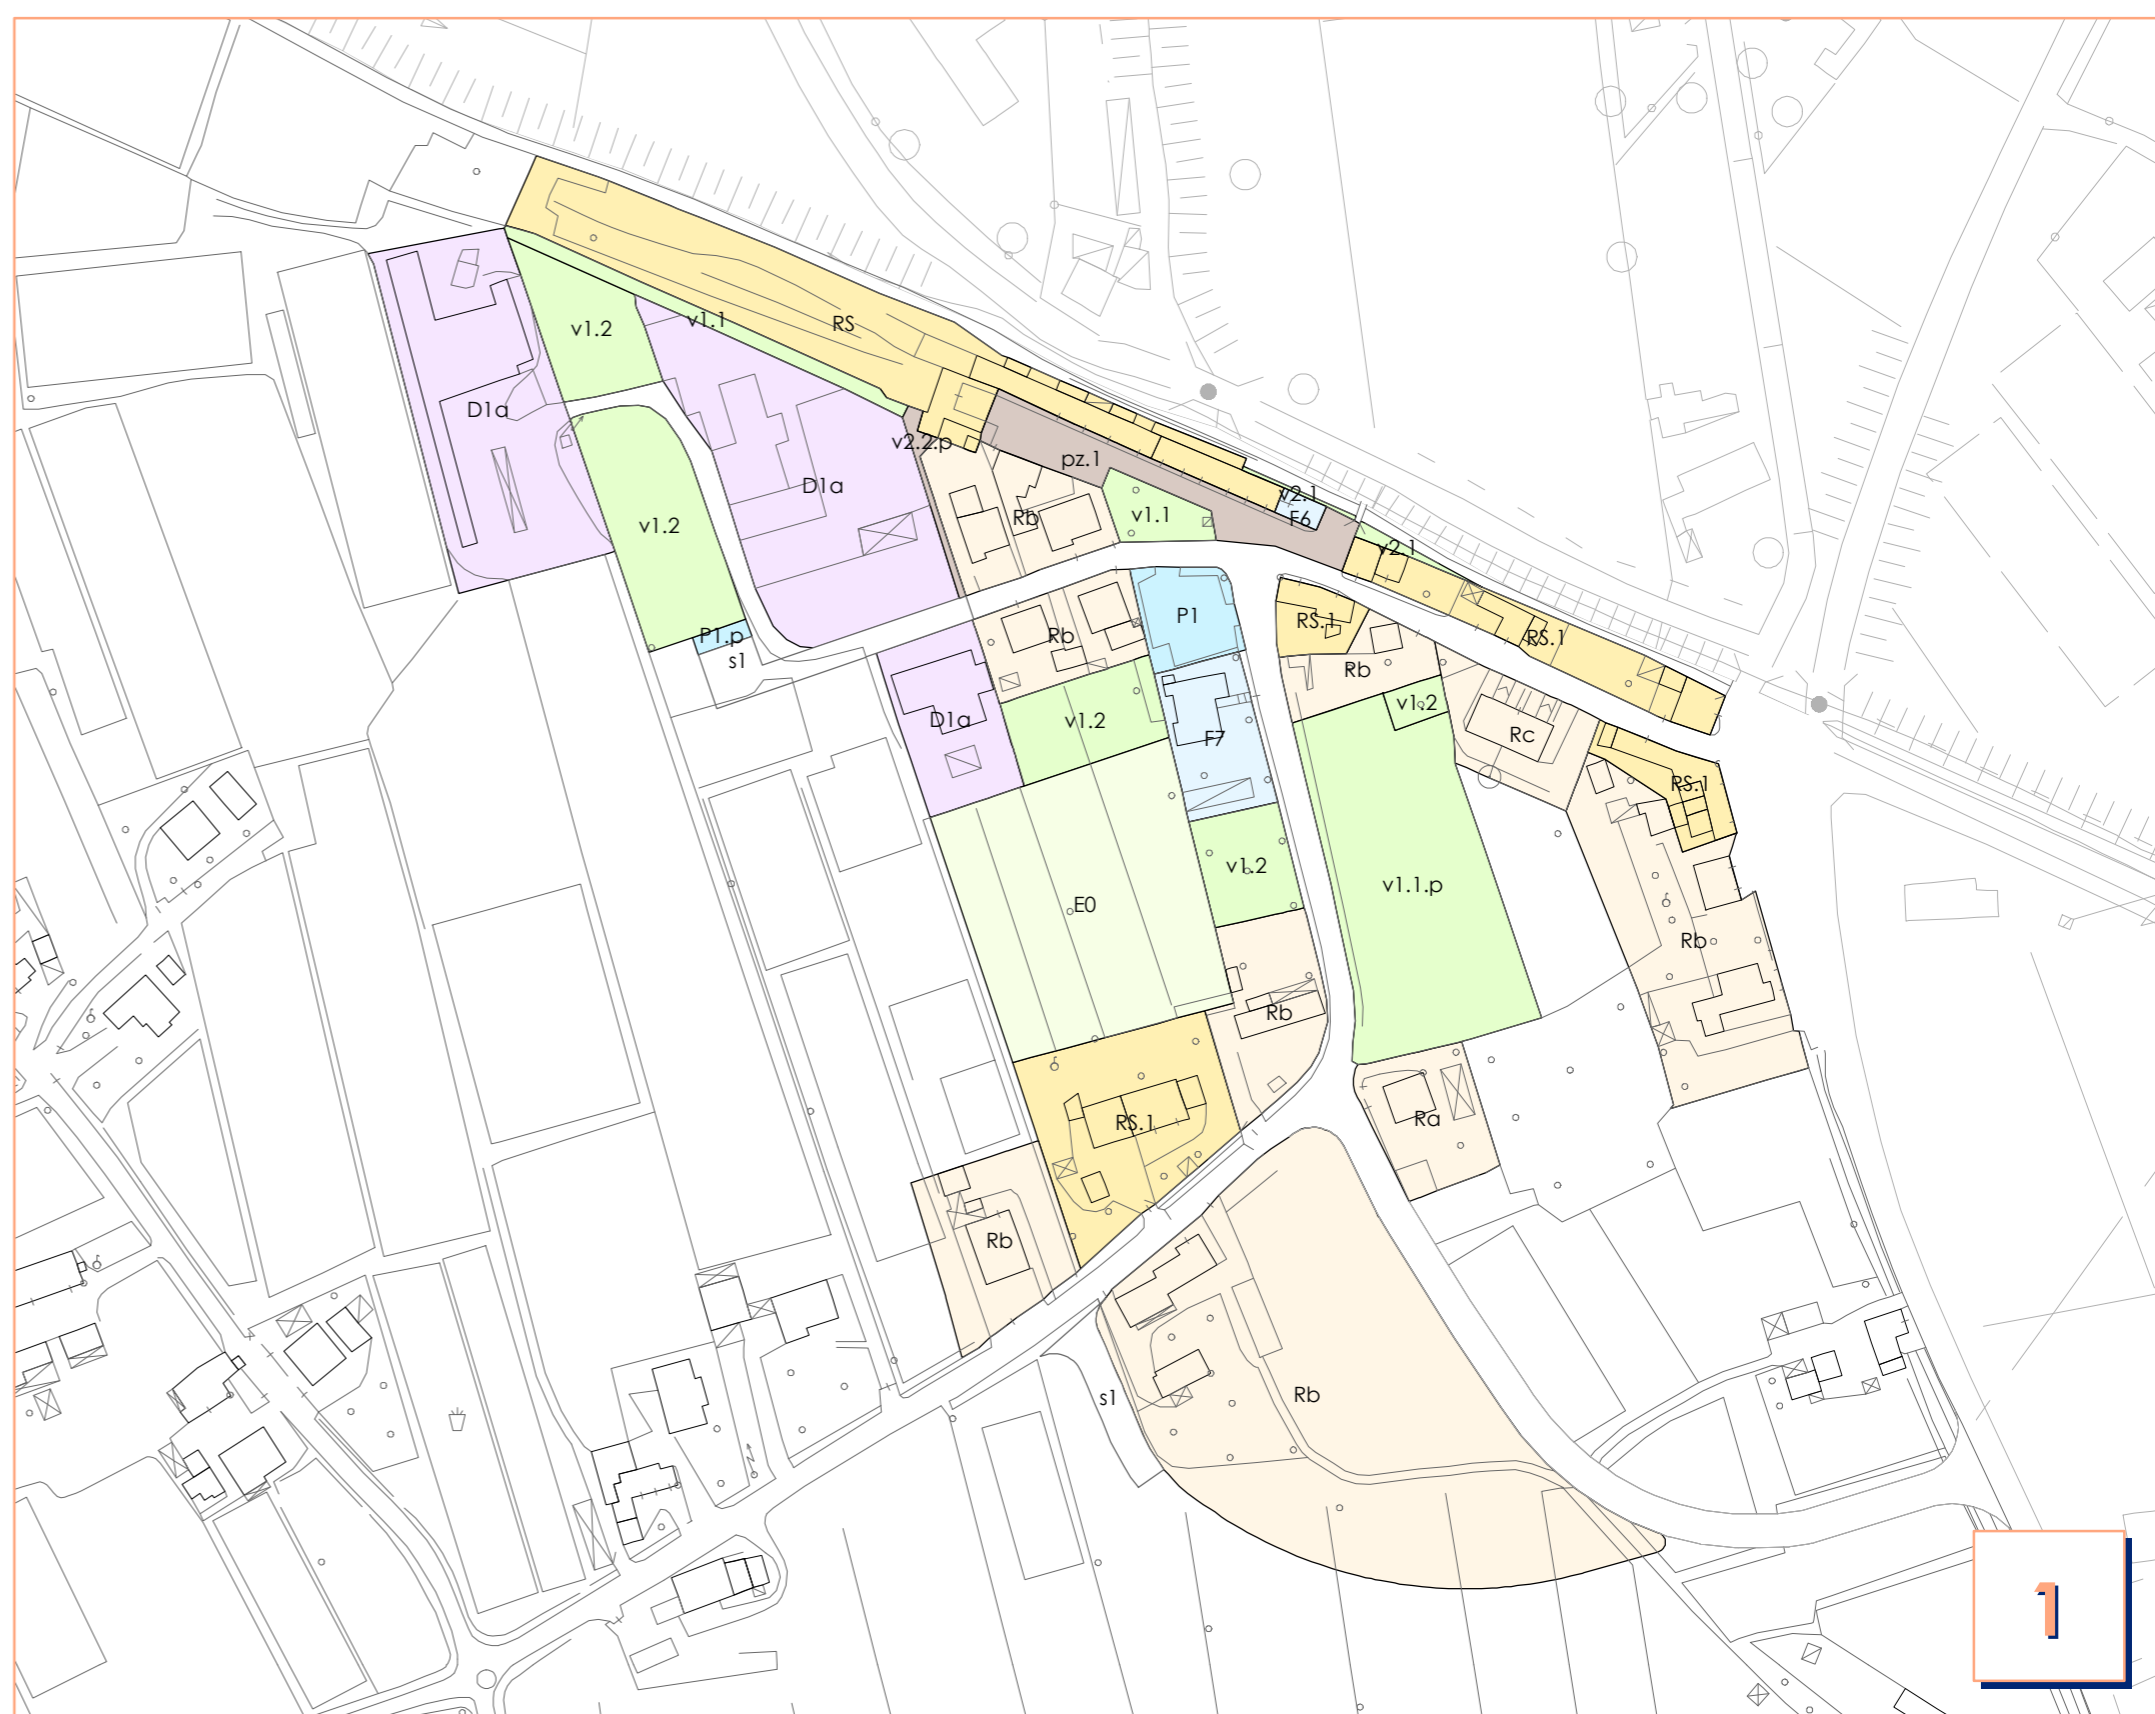 v1.1
RS
v1.2
D1a
v2.2.p
pz.1
D1a
v2.1
v1.1
F6
Rb
v1.2
v2.1
P1
RS.1
P1.p
Rb
RS.1
s1
Rb
v1.2
D1a
v1.2
Rc
F7
RS.1
v1.2
v1.1.p
E0
Rb
Rb
RS.1
Ra
Rb
s1
Rb
1